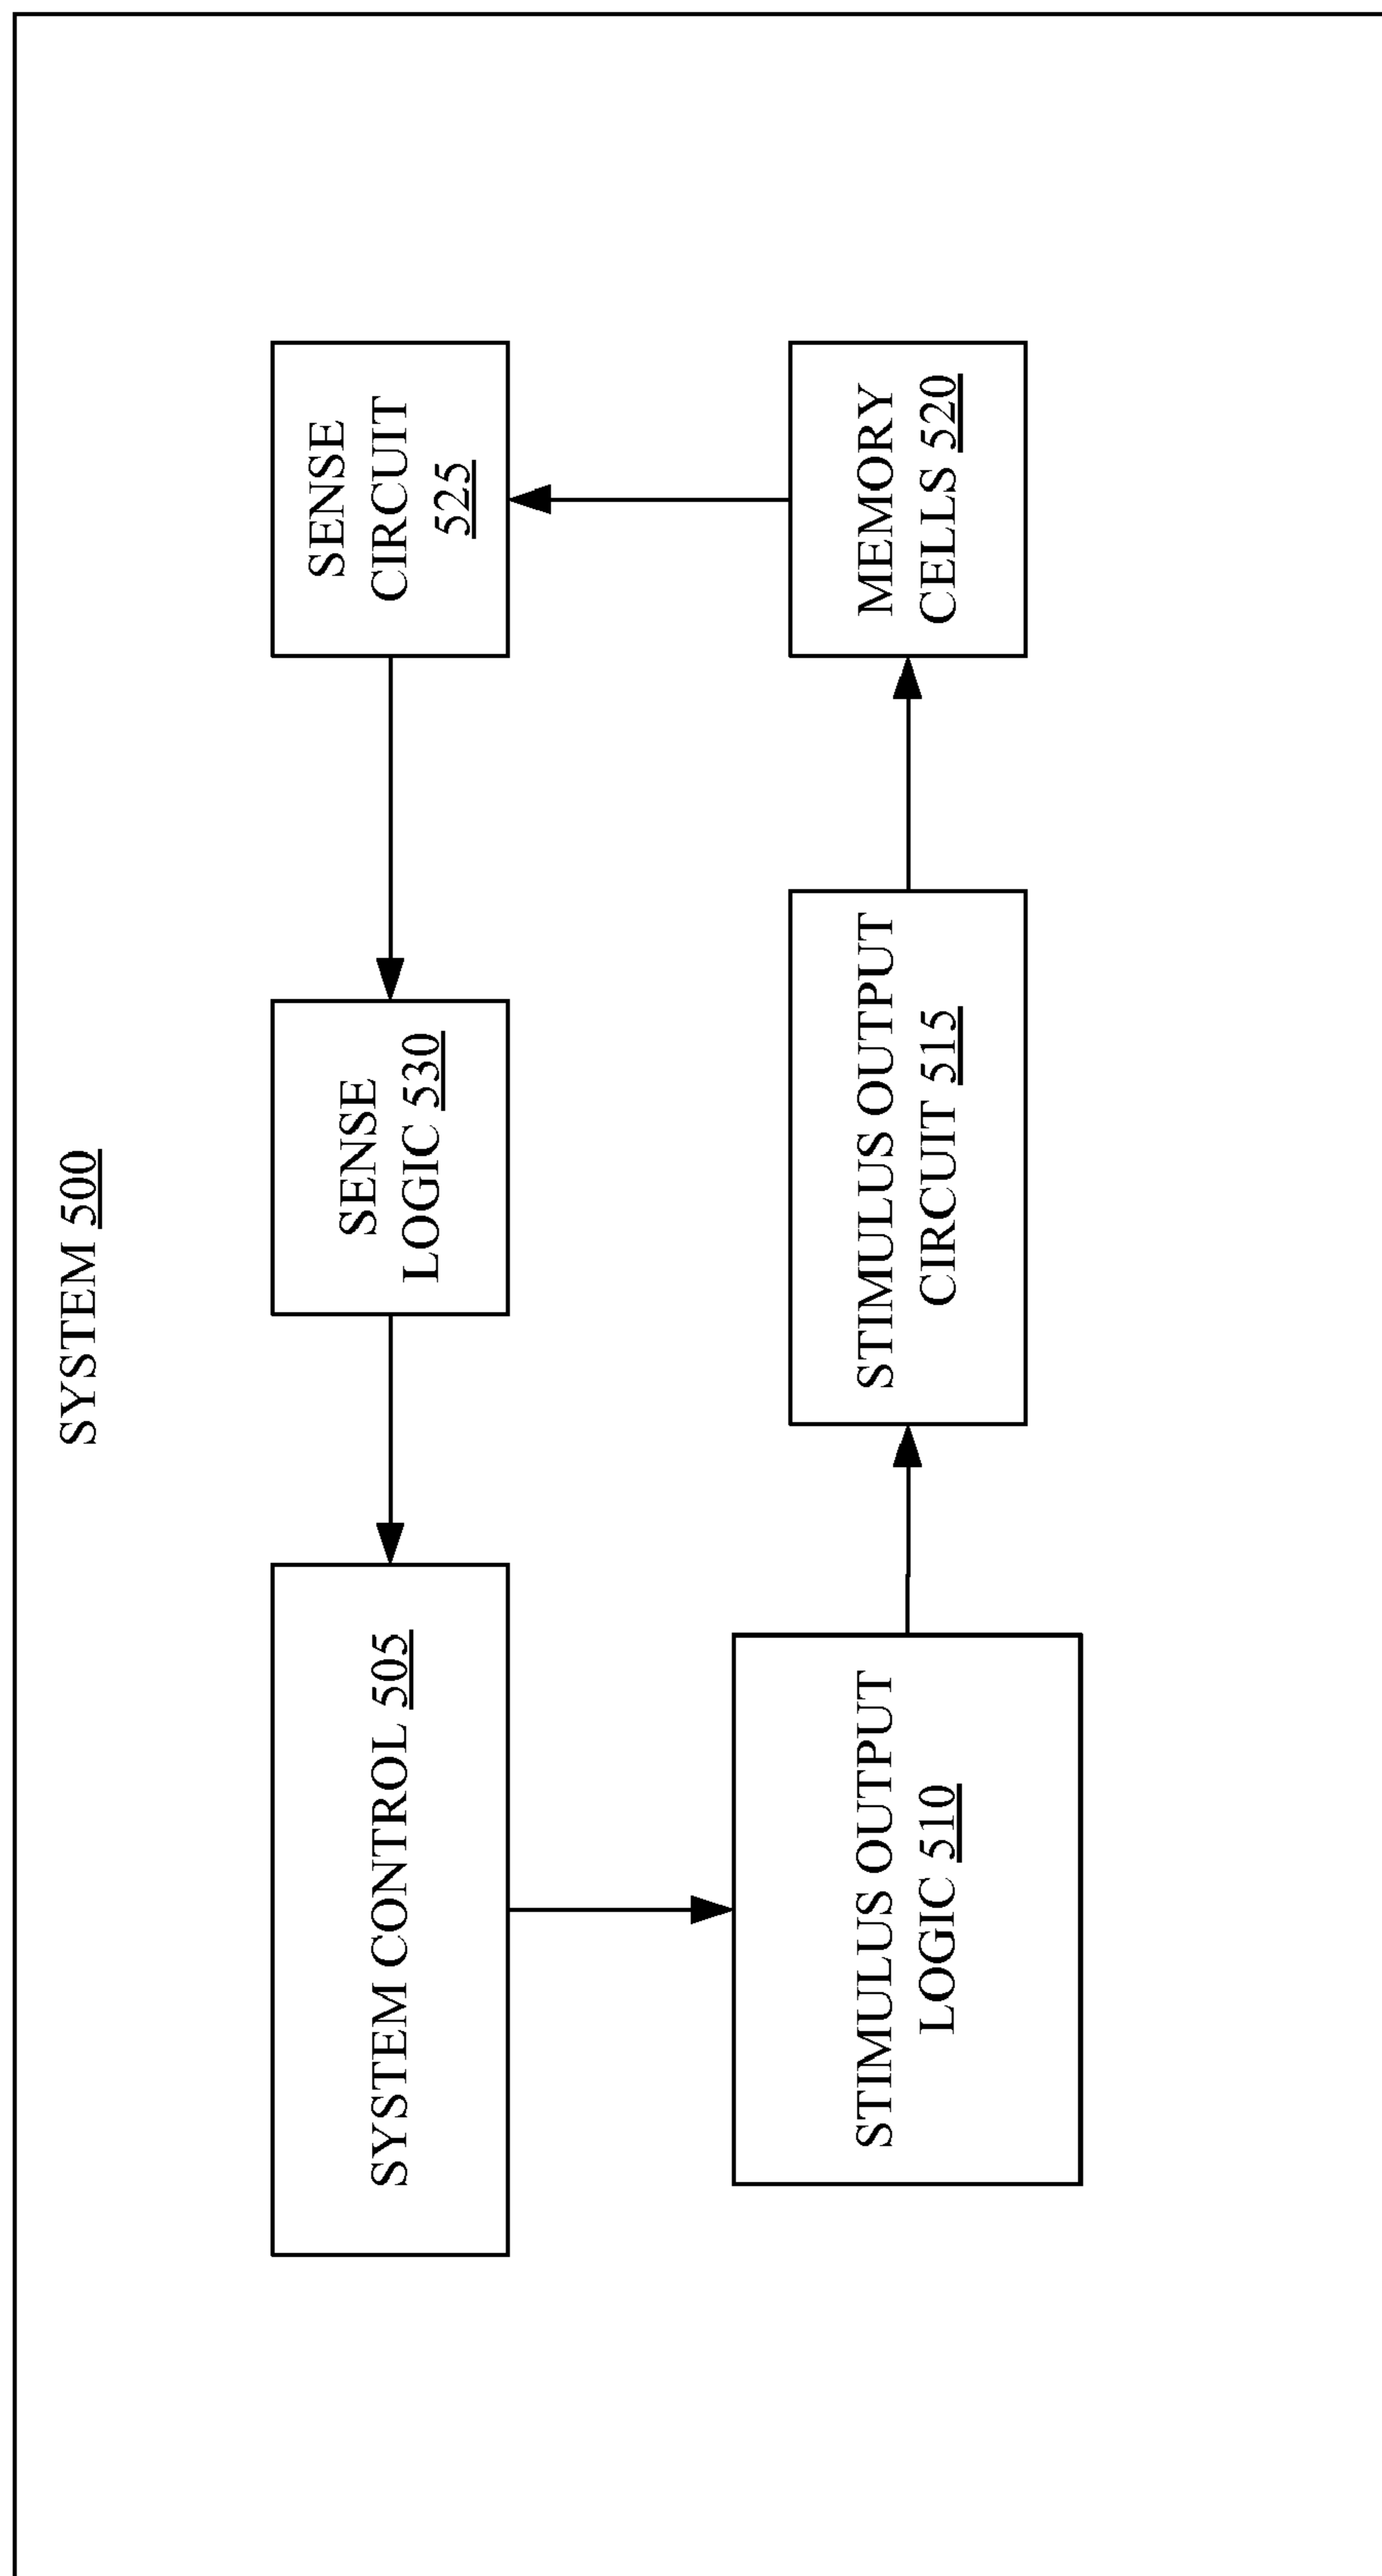 SYSTEM 500
SYSTEM CONTROL 505
SENSE
LOGIC 530
SENSE
CIRCUIT
525
STIMULUS OUTPUT
LOGIC 510
STIMULUS OUTPUT
CIRCUIT 515
MEMORY
CELLS 520